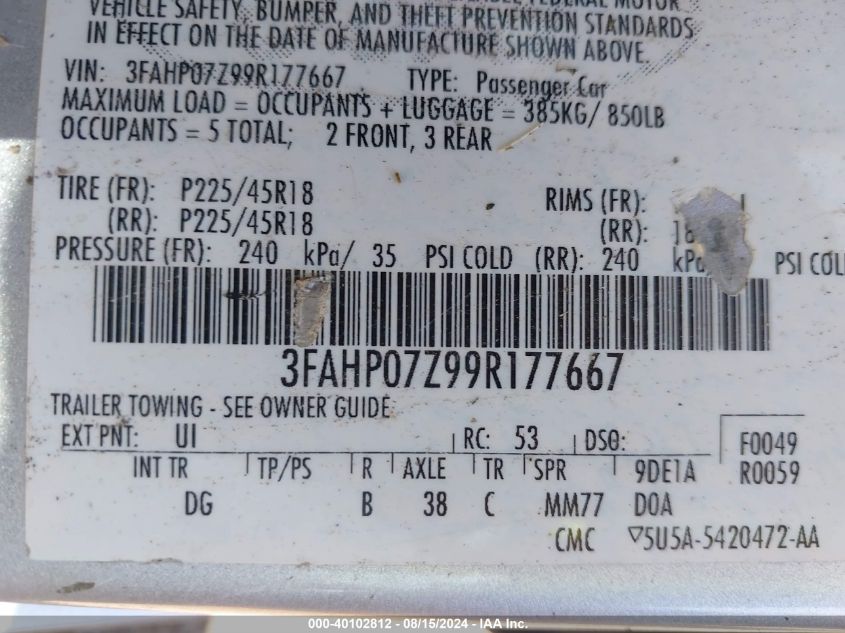 VEHICLE SAFETY, BUMPER, AND THEFT PREVENTION STANDARDS
IN EFFECT ON THE DATE OF MANUFACTURE SHOWN ABOVE.
VIN: 3FAHP07Z99R177667 TYPE: Passenger Car
MAXIMUM LOAD = OCCUPANTS + LUGGAGE = 385KG/ 850LB
OCCUPANTS = 5 TOTAL; 2 FRONT, 3 REAR
TIRE (FR): P225/45R18 RIMS (FR):
(RR): P225/45R18 (RR): 18
PRESSURE (FR): 240 kPa/ 35 PSI COLD (RR): 240 kPa PSI COL
3FAHP07Z99R177667
TRAILER TOWING - SEE OWNER GUIDE
EXT PNT: UI RC: 53 DSO: F0049
INT TR TP/PS R AXLE TR SPR 9DE1A R0059
DG B 38 C MM77 DOA
CMC ▽5U5A-5420472-AA
000-40102812 - 08/15/2024 - IAA Inc.